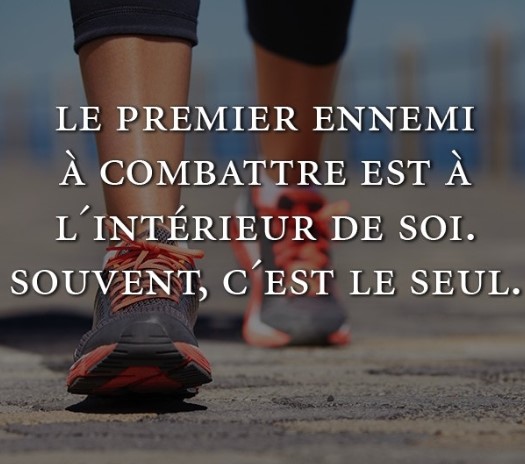 LE PREMIER ENNEMI
À COMBATTRE EST À
L´INTÉRIEUR DE SOI.
SOUVENT, C´EST LE SEUL.